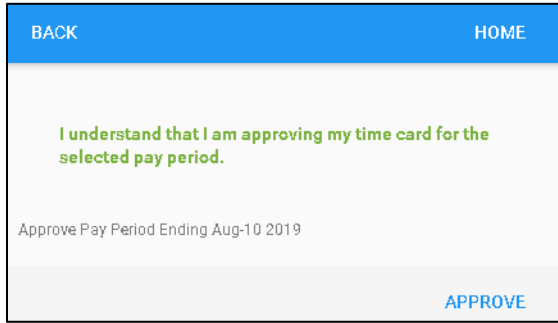 BACK
HOME
I understand that I am approving my time card for the
selected pay period.
Approve Pay Period Ending Aug-10 2019
APPROVE